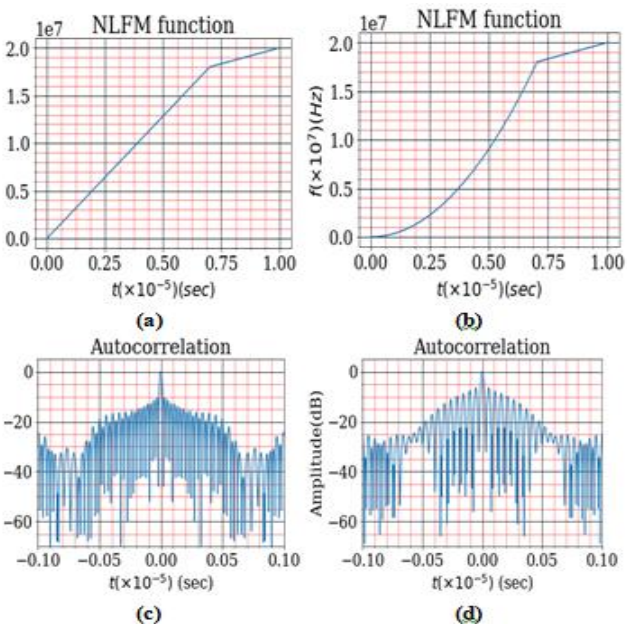 NLFM function
1e7
2.0
1.5
1.0
0.5
0.0
0.00 0.25 0.50 0.75 1.00
t(×10⁻⁵)(sec)
(a)
NLFM function
1e7
f(×10⁷)(Hz)
2.0
1.5
1.0
0.5
0.0
0.00 0.25 0.50 0.75 1.00
t(×10⁻⁵)(sec)
(b)
Autocorrelation
0
−20
−40
−60
−0.10 −0.05 0.00 0.05 0.10
t(×10⁻⁵) (sec)
(c)
Autocorrelation
Amplitude(dB)
0
−20
−40
−60
−0.10 −0.05 0.00 0.05 0.10
t(×10⁻⁵) (sec)
(d)